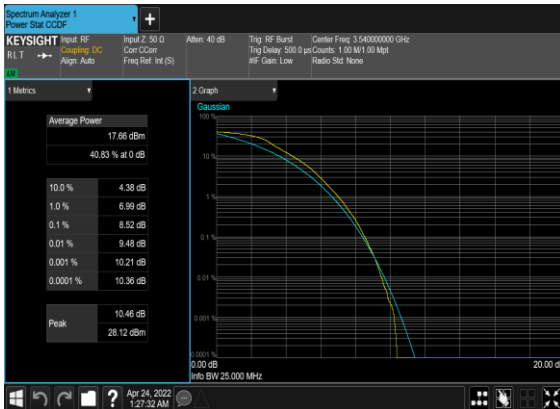 Spectrum Analyzer 1
Power Stat CCDF
+
KEYSIGHT
RLT
LXI
Input: RF
Coupling: DC
Align: Auto
Input Z: 50 Ω
Corr CCorr
Freq Ref: Int (S)
Atten: 40 dB
Trig: RF Burst
Trig Delay: 500.0 µs
#IF Gain: Low
Center Freq: 3.540000000 GHz
Counts: 1.00 M/1.00 Mpt
Radio Std: None
1 Metrics
Average Power
17.66 dBm
40.83 % at 0 dB
10.0 % 4.38 dB
1.0 % 6.99 dB
0.1 % 8.52 dB
0.01 % 9.48 dB
0.001 % 10.21 dB
0.0001 % 10.36 dB
Peak
10.46 dB
28.12 dBm
2 Graph
Gaussian
100 %
10 %
1 %
0.1 %
0.01 %
0.001 %
0.0001 %
0.00 dB
20.00 d
Info BW 25.000 MHz
?
Apr 24, 2022
1:27:32 AM